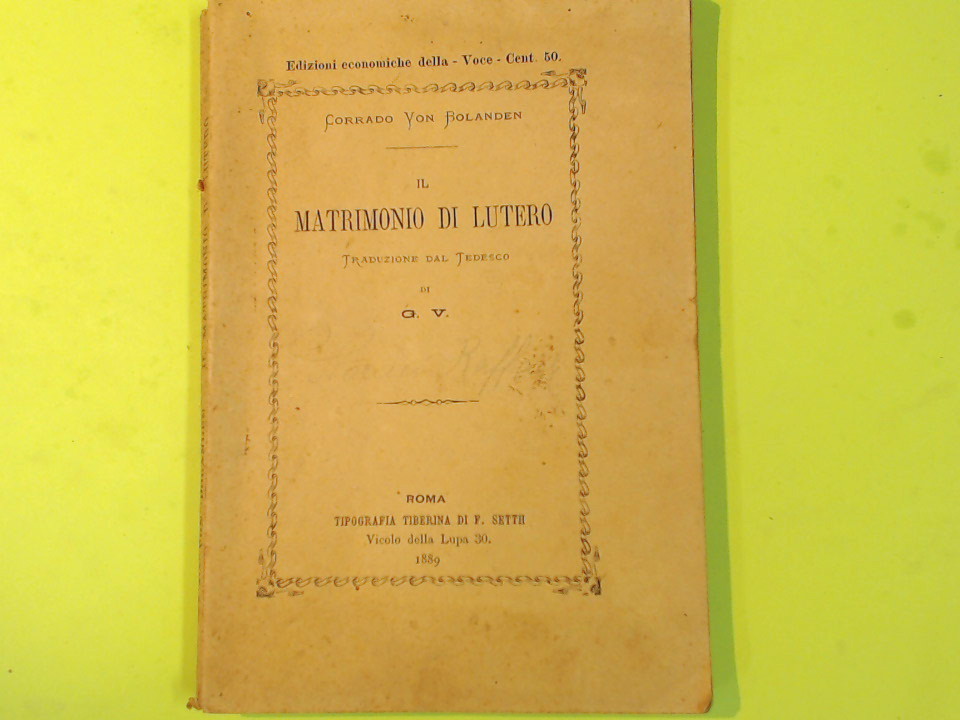 Edizioni economiche della - Voce - Cent. 50.
Corrado Von Bolanden
IL
MATRIMONIO DI LUTERO
Traduzione dal Tedesco
DI
G. V.
ROMA
TIPOGRAFIA TIBERINA DI F. SETTH
Vicolo della Lupa 30.
1889